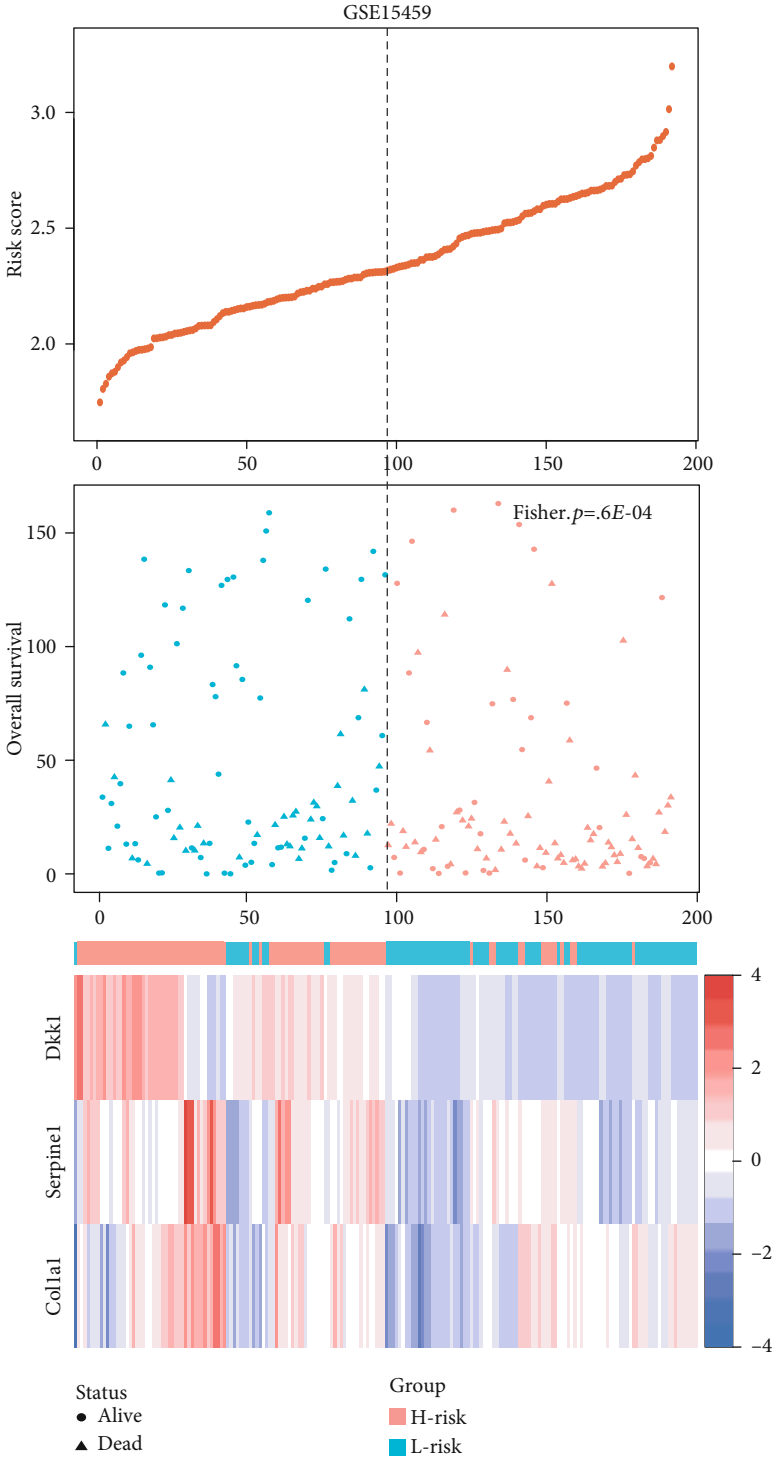 GSE15459
Risk score
3.0
2.5
2.0
0 50 100 150 200
Fisher.p=.6E-04
Overall survival
150
100
50
0
0 50 100 150 200
Dkk1
Serpine1
Col1a1
4
2
0
−2
−4
Status
Alive
Dead
Group
H-risk
L-risk